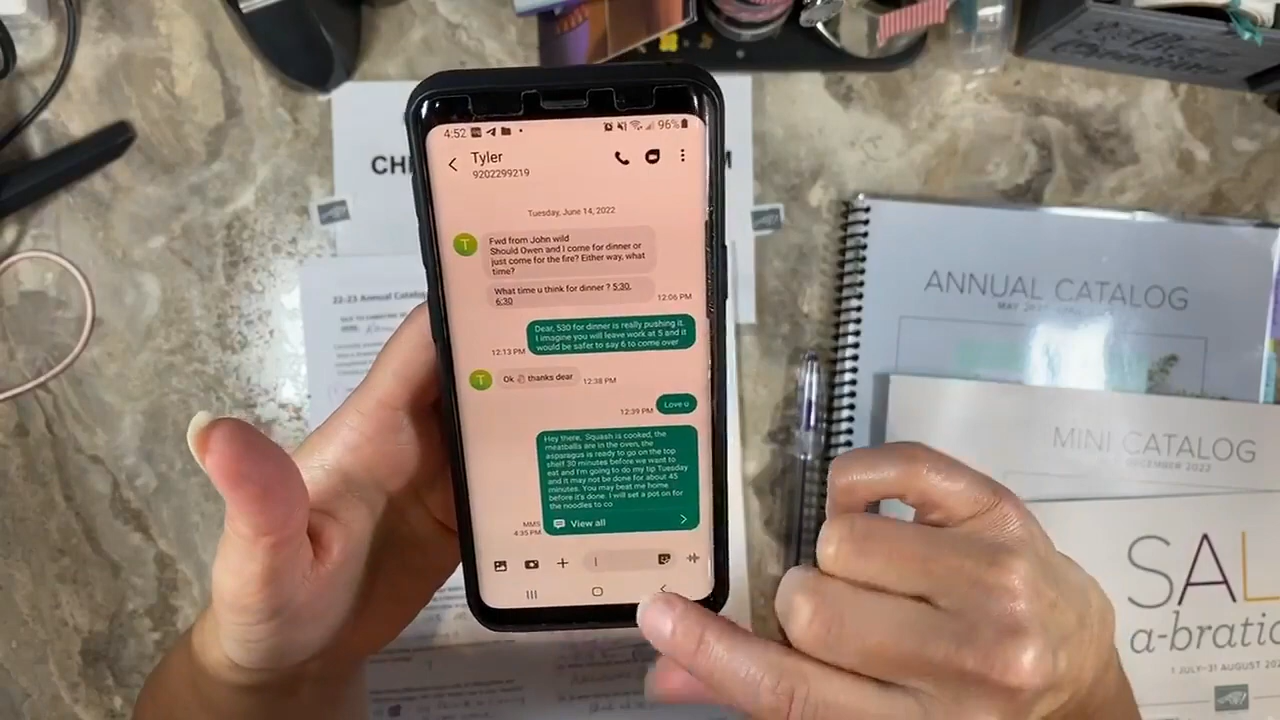 4:52
96%
Tyler
9202299219
Tuesday, June 14, 2022
T
Fwd from John wild
Should Owen and I come for dinner or
just come for the fire? Either way, what
time?
What time u think for dinner ? 5:30,
6:30
12:06 PM
Dear, 530 for dinner is really pushing it.
I imagine you will leave work at 5 and it
would be safer to say 6 to come over
12:13 PM
T
Ok 👌 thanks dear
12:38 PM
Love u
12:39 PM
Hey there, Squash is cooked, the
meatballs are in the oven, the
asparagus is ready to go on the top
shelf 30 minutes before we want to
eat and I'm going to do my tip Tuesday
and it may not be done for about 45
minutes. You may beat me home
before it's done. I will set a pot on for
the noodles to co
View all
MMS
4:35 PM
CH
M
22-23 Annual Catalog
ANNUAL CATALOG
MINI CATALOG
DECEMBER 2022
SAL
a-bratio
1 JULY–31 AUGUST 202